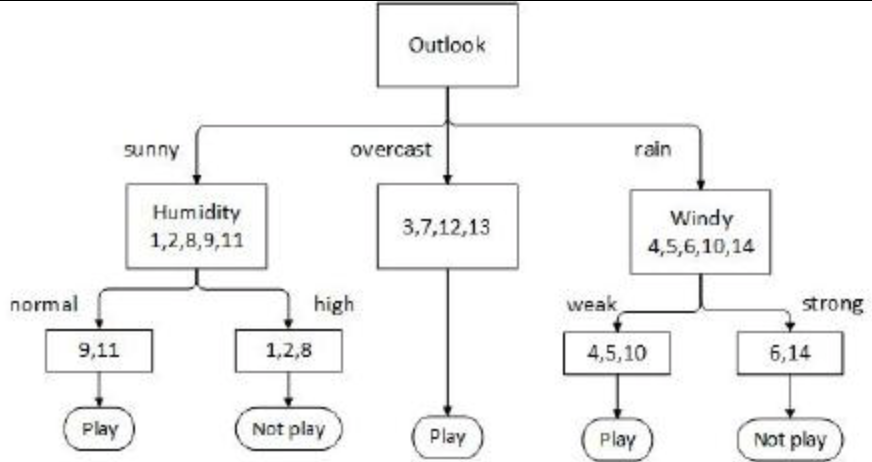 Outlook
sunny
overcast
rain
Humidity
1,2,8,9,11
3,7,12,13
Windy
4,5,6,10,14
normal
high
weak
strong
9,11
1,2,8
4,5,10
6,14
Play
Not play
Play
Play
Not play